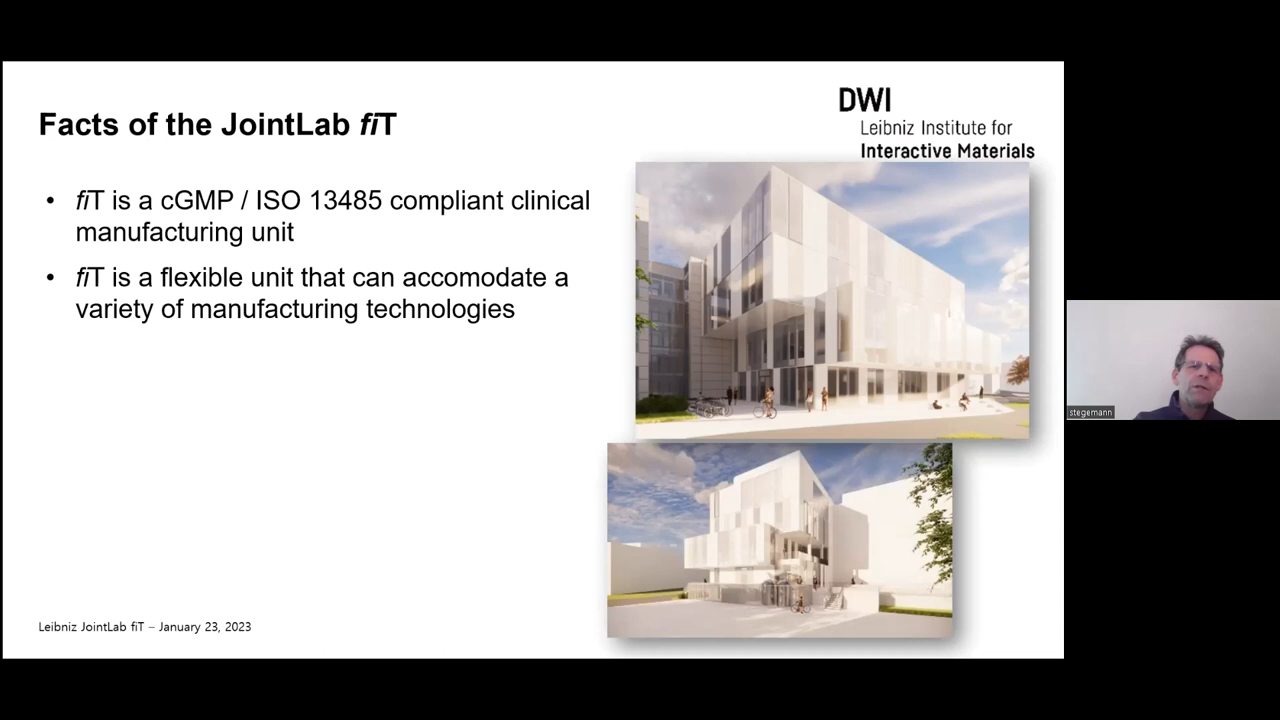 Facts of the JointLab fiT
DWI
Leibniz Institute for
Interactive Materials
• fiT is a cGMP / ISO 13485 compliant clinical
manufacturing unit
• fiT is a flexible unit that can accomodate a
variety of manufacturing technologies
stegemann
Leibniz JointLab fiT – January 23, 2023